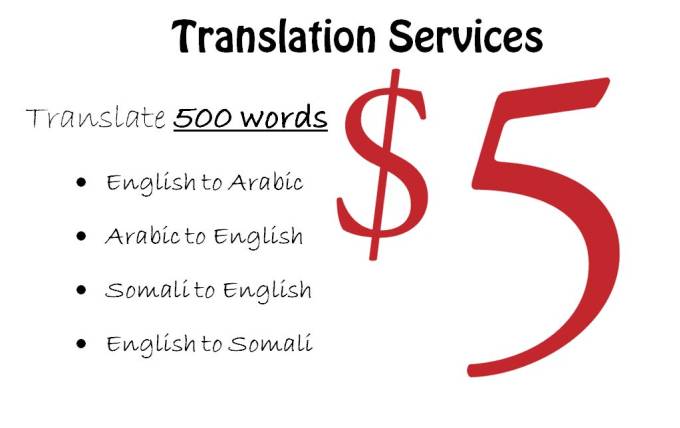 Translation Services
Translate 500 words
$5
• English to Arabic
• Arabic to English
• Somali to English
• English to Somali